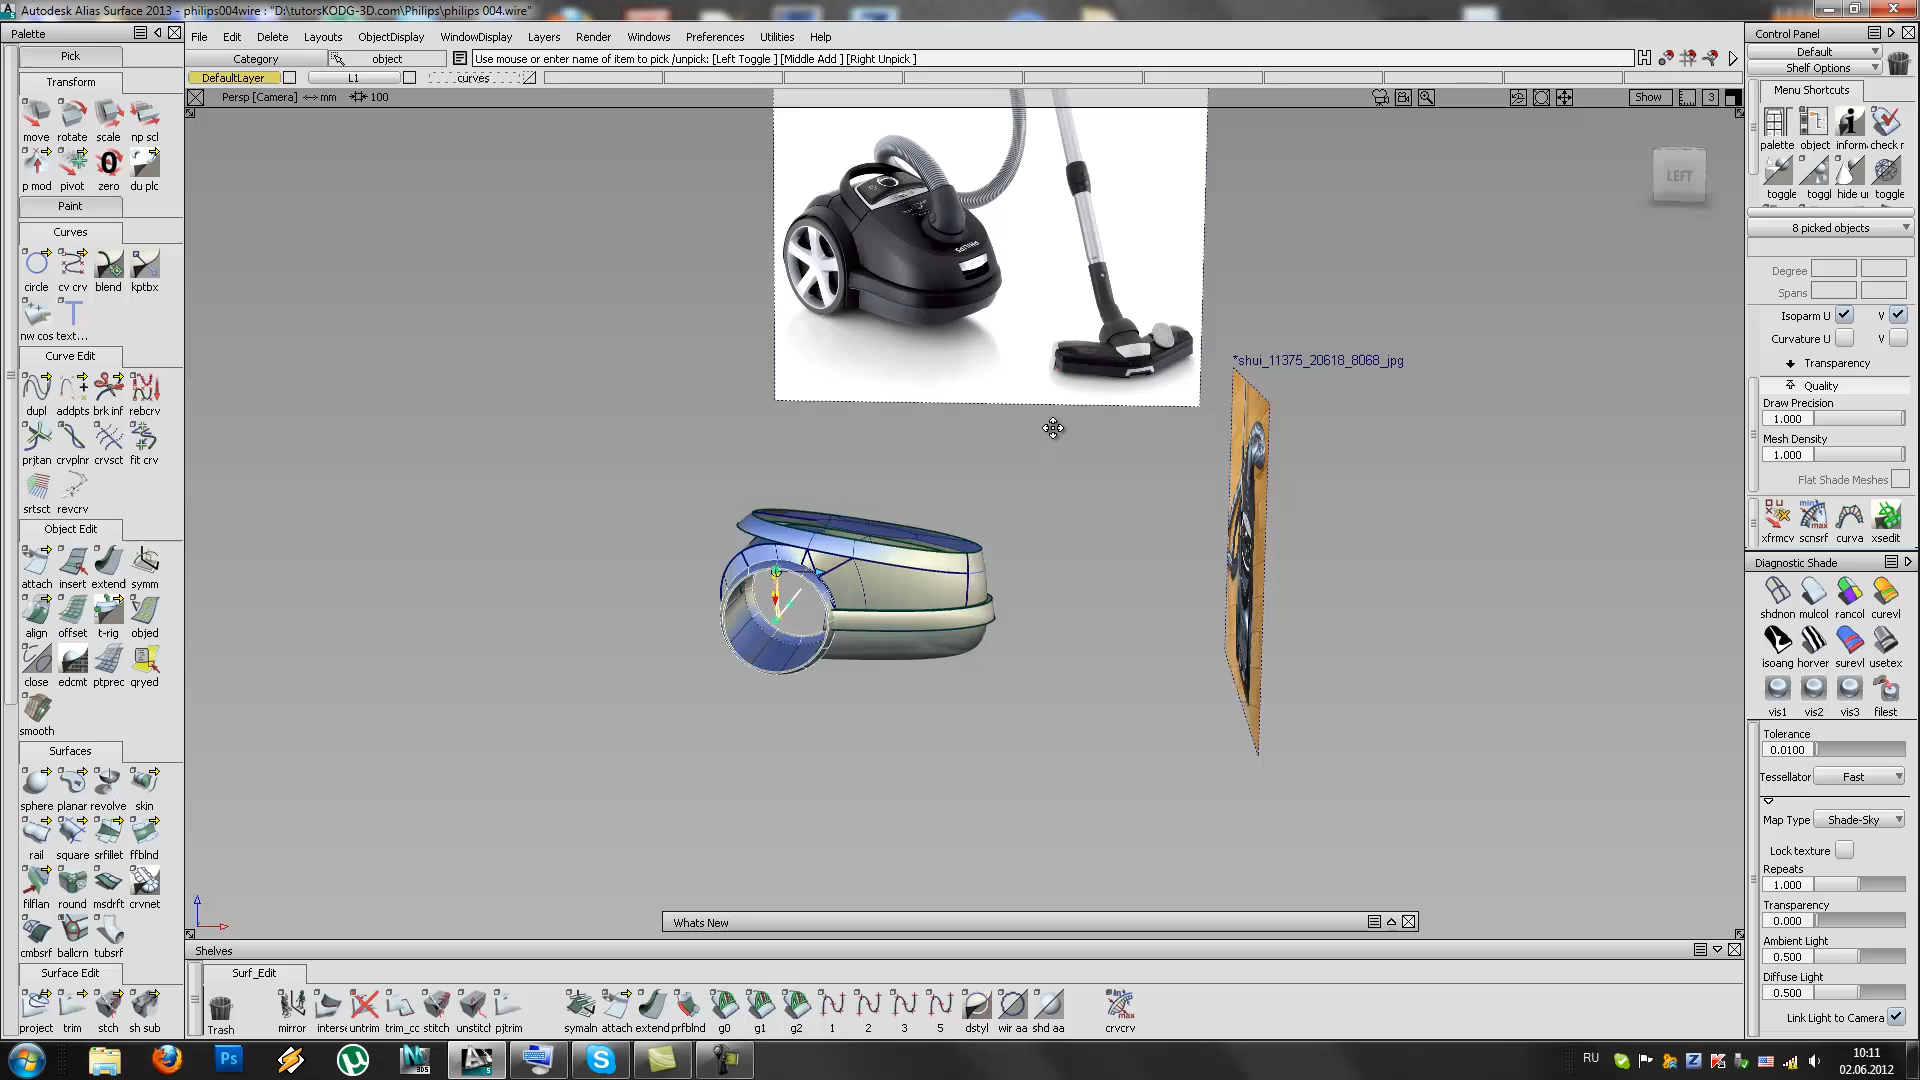 Autodesk Alias Surface 2013 - philips004wire : "D:\tutorsKODG-3D.com\Philips\philips 004.wire"
Palette
File Edit Delete Layouts ObjectDisplay WindowDisplay Layers Render Windows Preferences Utilities Help
Control Panel
Pick
Category object Use mouse or enter name of item to pick /unpick: [Left Toggle ] [Middle Add ] [Right Unpick ]
Default
Shelf Options
DefaultLayer L1 curves
Transform
Persp [Camera] <-> mm 100
Show 3
Menu Shortcuts
move rotate scale np scl
palette object inform check r
p mod pivot zero du plc
LEFT
toggle toggl hide u toggle
Paint
8 picked objects
Curves
PHILIPS
Degree
circle cv crv blend kptbx
Spans
Isoparm U V
nw cos text...
Curvature U V
Curve Edit
*shui_11375_20618_8068_jpg
Transparency
Quality
dupl addpts brk inf rebcrv
Draw Precision
1.000
Mesh Density
1.000
prjtan crvplnr crvsct fit crv
Flat Shade Meshes
srtsct revcrv
xfrmcv scnsrf curva xsedit
Object Edit
Diagnostic Shade
attach insert extend symm
shdnon mulcol rancol curevl
align offset t-rig objed
isoang horver surevl usetex
close edcmt ptprec qryed
vis1 vis2 vis3 filest
smooth
Tolerance
0.0100
Surfaces
Tessellator Fast
sphere planar revolve skin
Map Type Shade-Sky
rail square srfillet ffblnd
Lock texture
Repeats
1.000
filflan round msdrft crvnet
Transparency
0.000
Whats New
cmbsrf ballcrn tubsrf
Ambient Light
0.500
Shelves
Surface Edit
Surf_Edit
Diffuse Light
0.500
project trim stch sh sub
Trash mirror interse untrim trim_cc stitch unstitcl pjtrim symaln attach extend prfblnd g0 g1 g2 1 2 3 5 dstyl wir aa shd aa crvcrv
Link Light to Camera
RU
10:11
02.06.2012